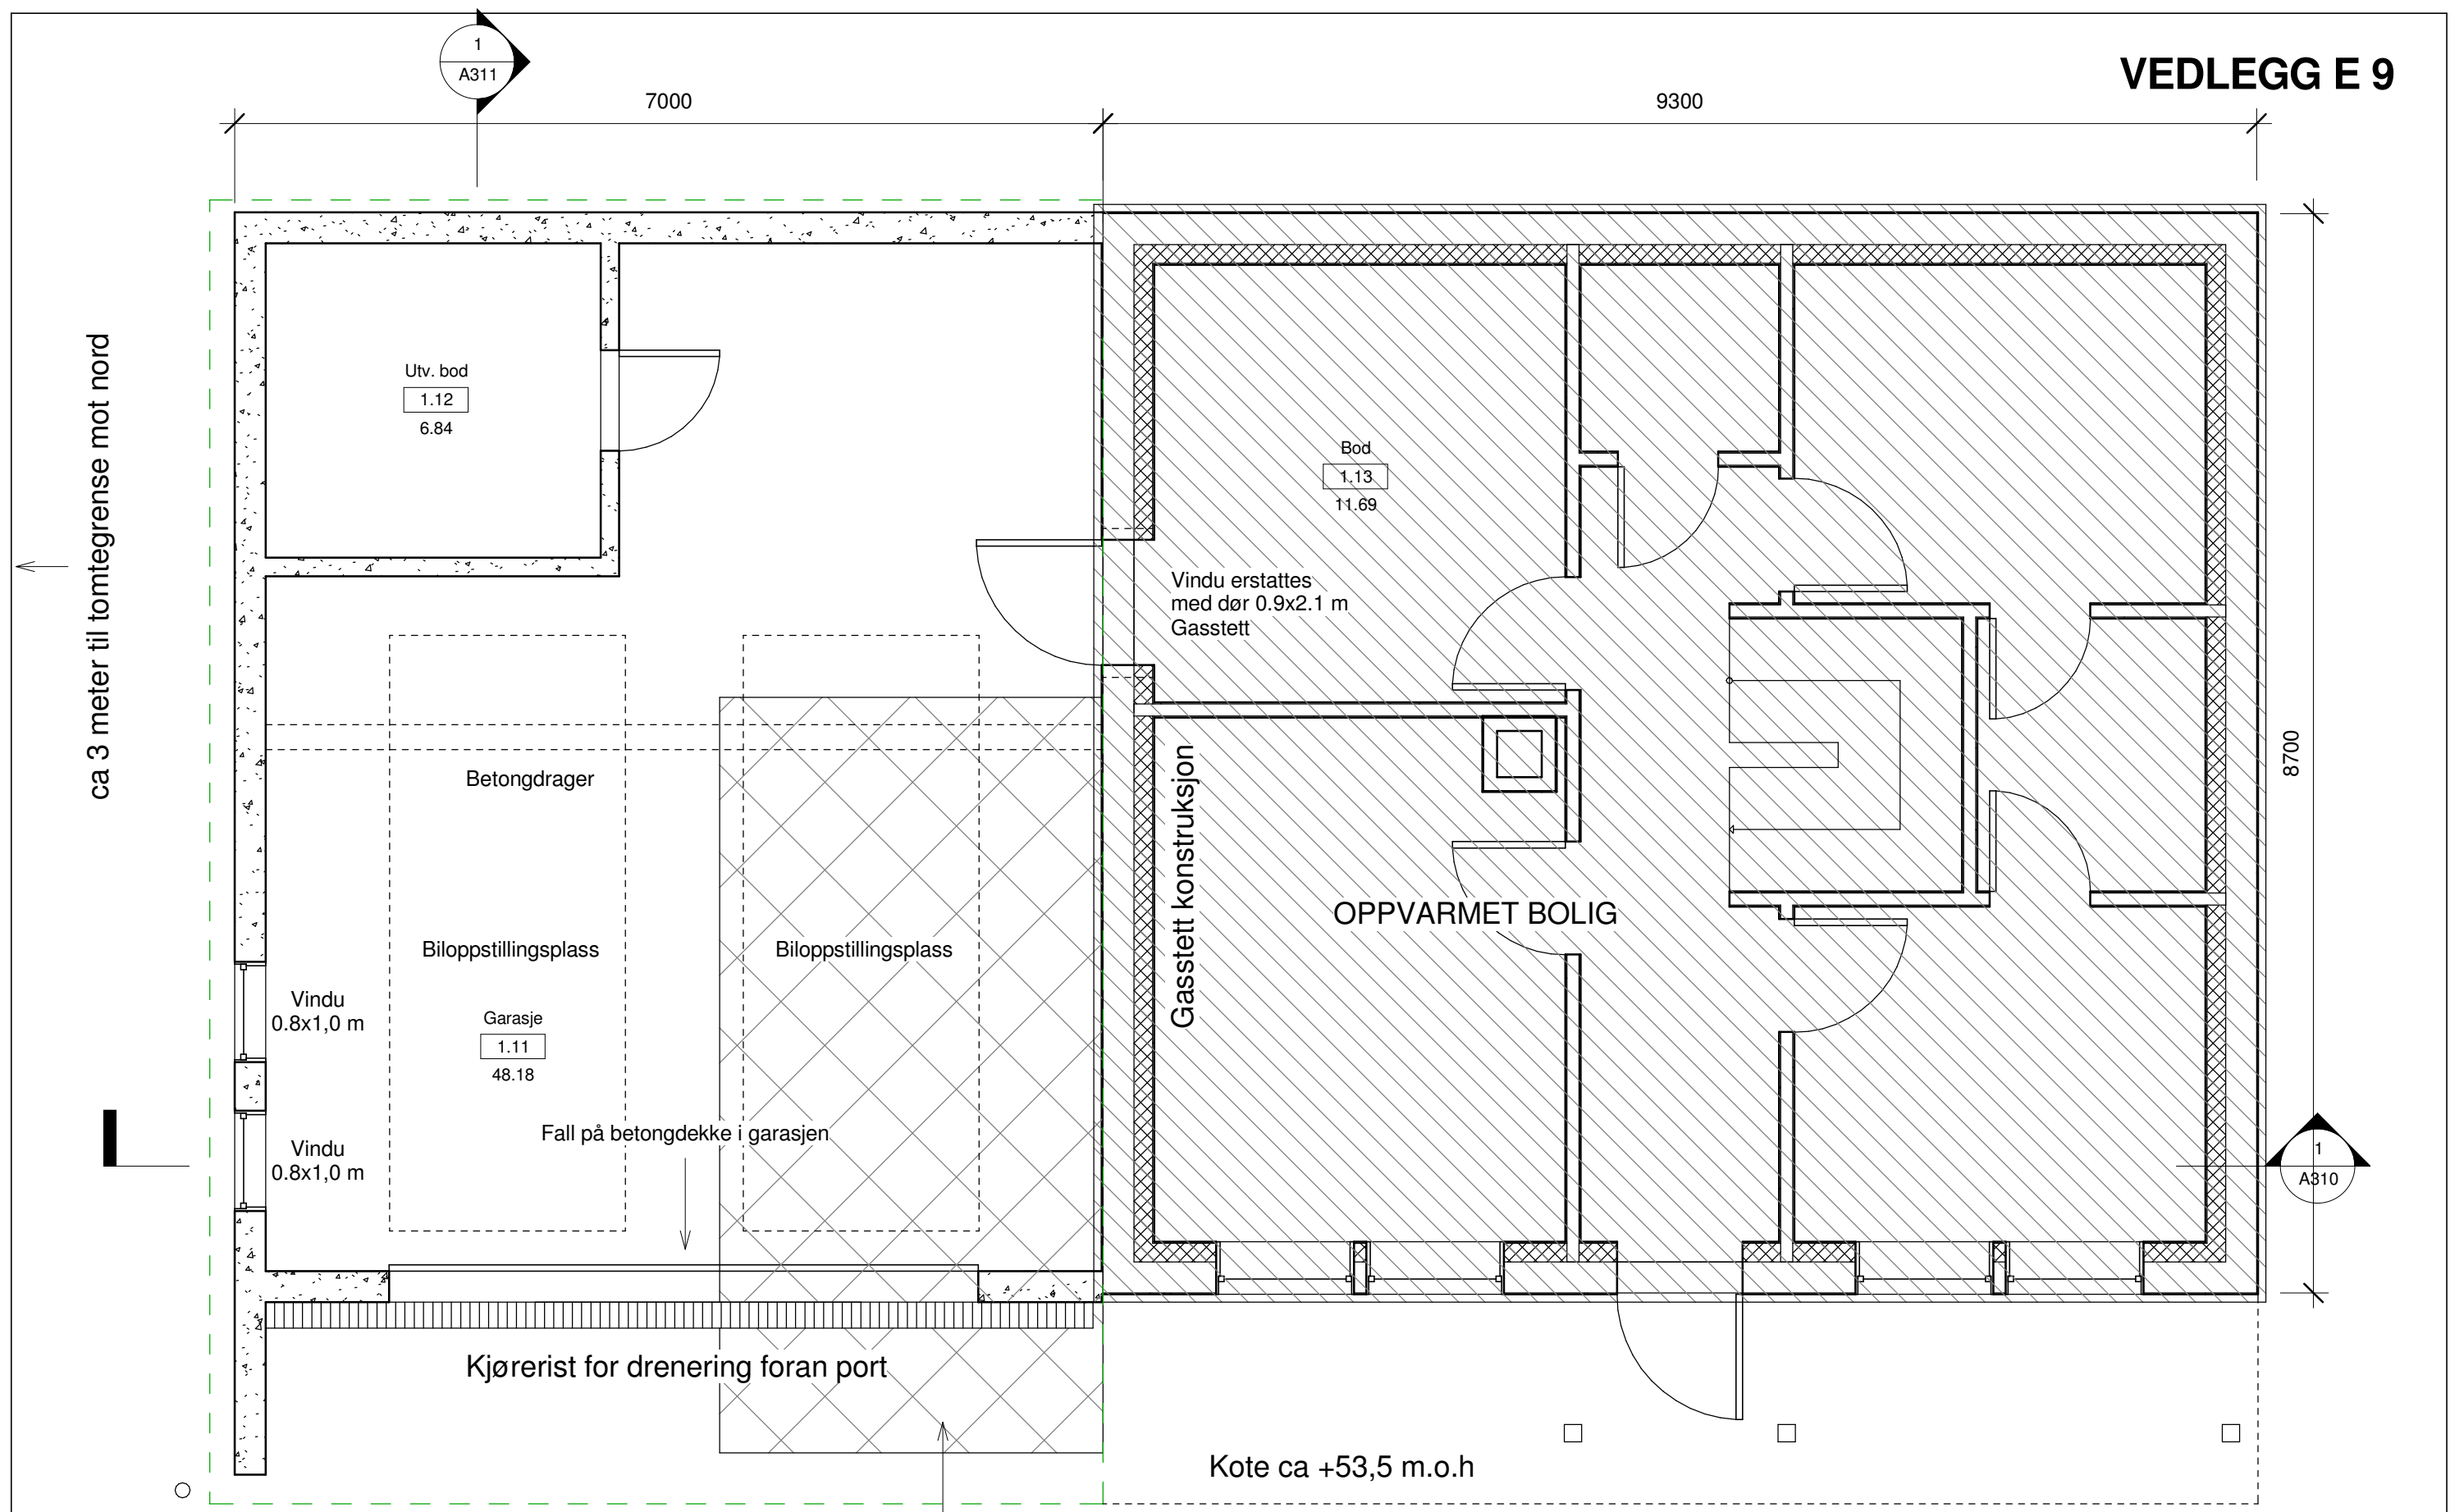 1
A311
VEDLEGG E 9
7000
9300
ca 3 meter til tomtegrense mot nord
Utv. bod
1.12
6.84
Bod
1.13
11.69
Vindu erstattes
med dør 0.9x2.1 m
Gasstett
Betongdrager
Gasstett konstruksjon
8700
OPPVARMET BOLIG
Biloppstillingsplass
Biloppstillingsplass
Vindu
0.8x1,0 m
Garasje
1.11
48.18
Fall på betongdekke i garasjen
Vindu
0.8x1,0 m
1
A310
Kjørerist for drenering foran port
Kote ca +53,5 m.o.h